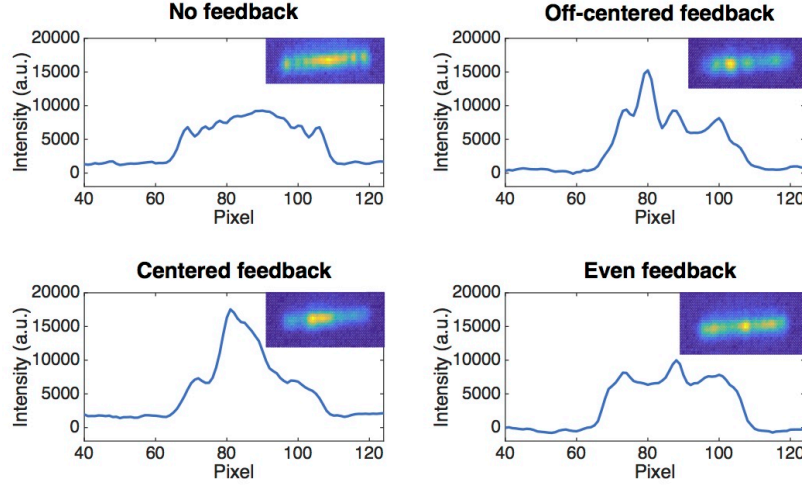 No feedback
20000
15000
10000
5000
0
Intensity (a.u.)
40 60 80 100 120
Pixel
Off-centered feedback
20000
15000
10000
5000
0
Intensity (a.u.)
40 60 80 100 120
Pixel
Centered feedback
20000
15000
10000
5000
0
Intensity (a.u.)
40 60 80 100 120
Pixel
Even feedback
20000
15000
10000
5000
0
Intensity (a.u.)
40 60 80 100 120
Pixel